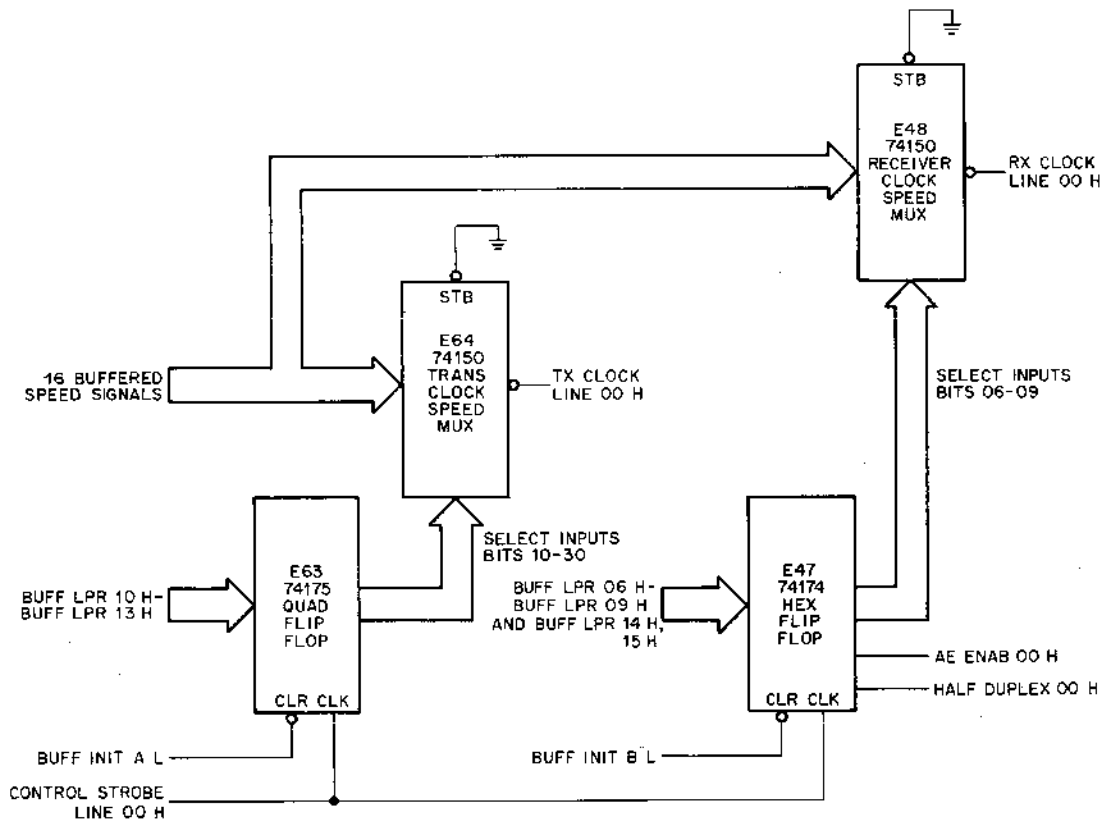 STB
E48
74150
RECEIVER
CLOCK
SPEED
MUX
RX CLOCK
LINE 00 H
STB
E64
74150
TRANS
CLOCK
SPEED
MUX
TX CLOCK
LINE 00 H
16 BUFFERED
SPEED SIGNALS
SELECT INPUTS
BITS 06-09
SELECT INPUTS
BITS 10-30
BUFF LPR 10 H-
BUFF LPR 13 H
E63
74175
QUAD
FLIP
FLOP
CLR CLK
BUFF LPR 06 H-
BUFF LPR 09 H
AND BUFF LPR 14 H,
15 H
E47
74174
HEX
FLIP
FLOP
CLR CLK
AE ENAB 00 H
HALF DUPLEX 00 H
BUFF INIT A L
BUFF INIT B L
CONTROL STROBE
LINE 00 H